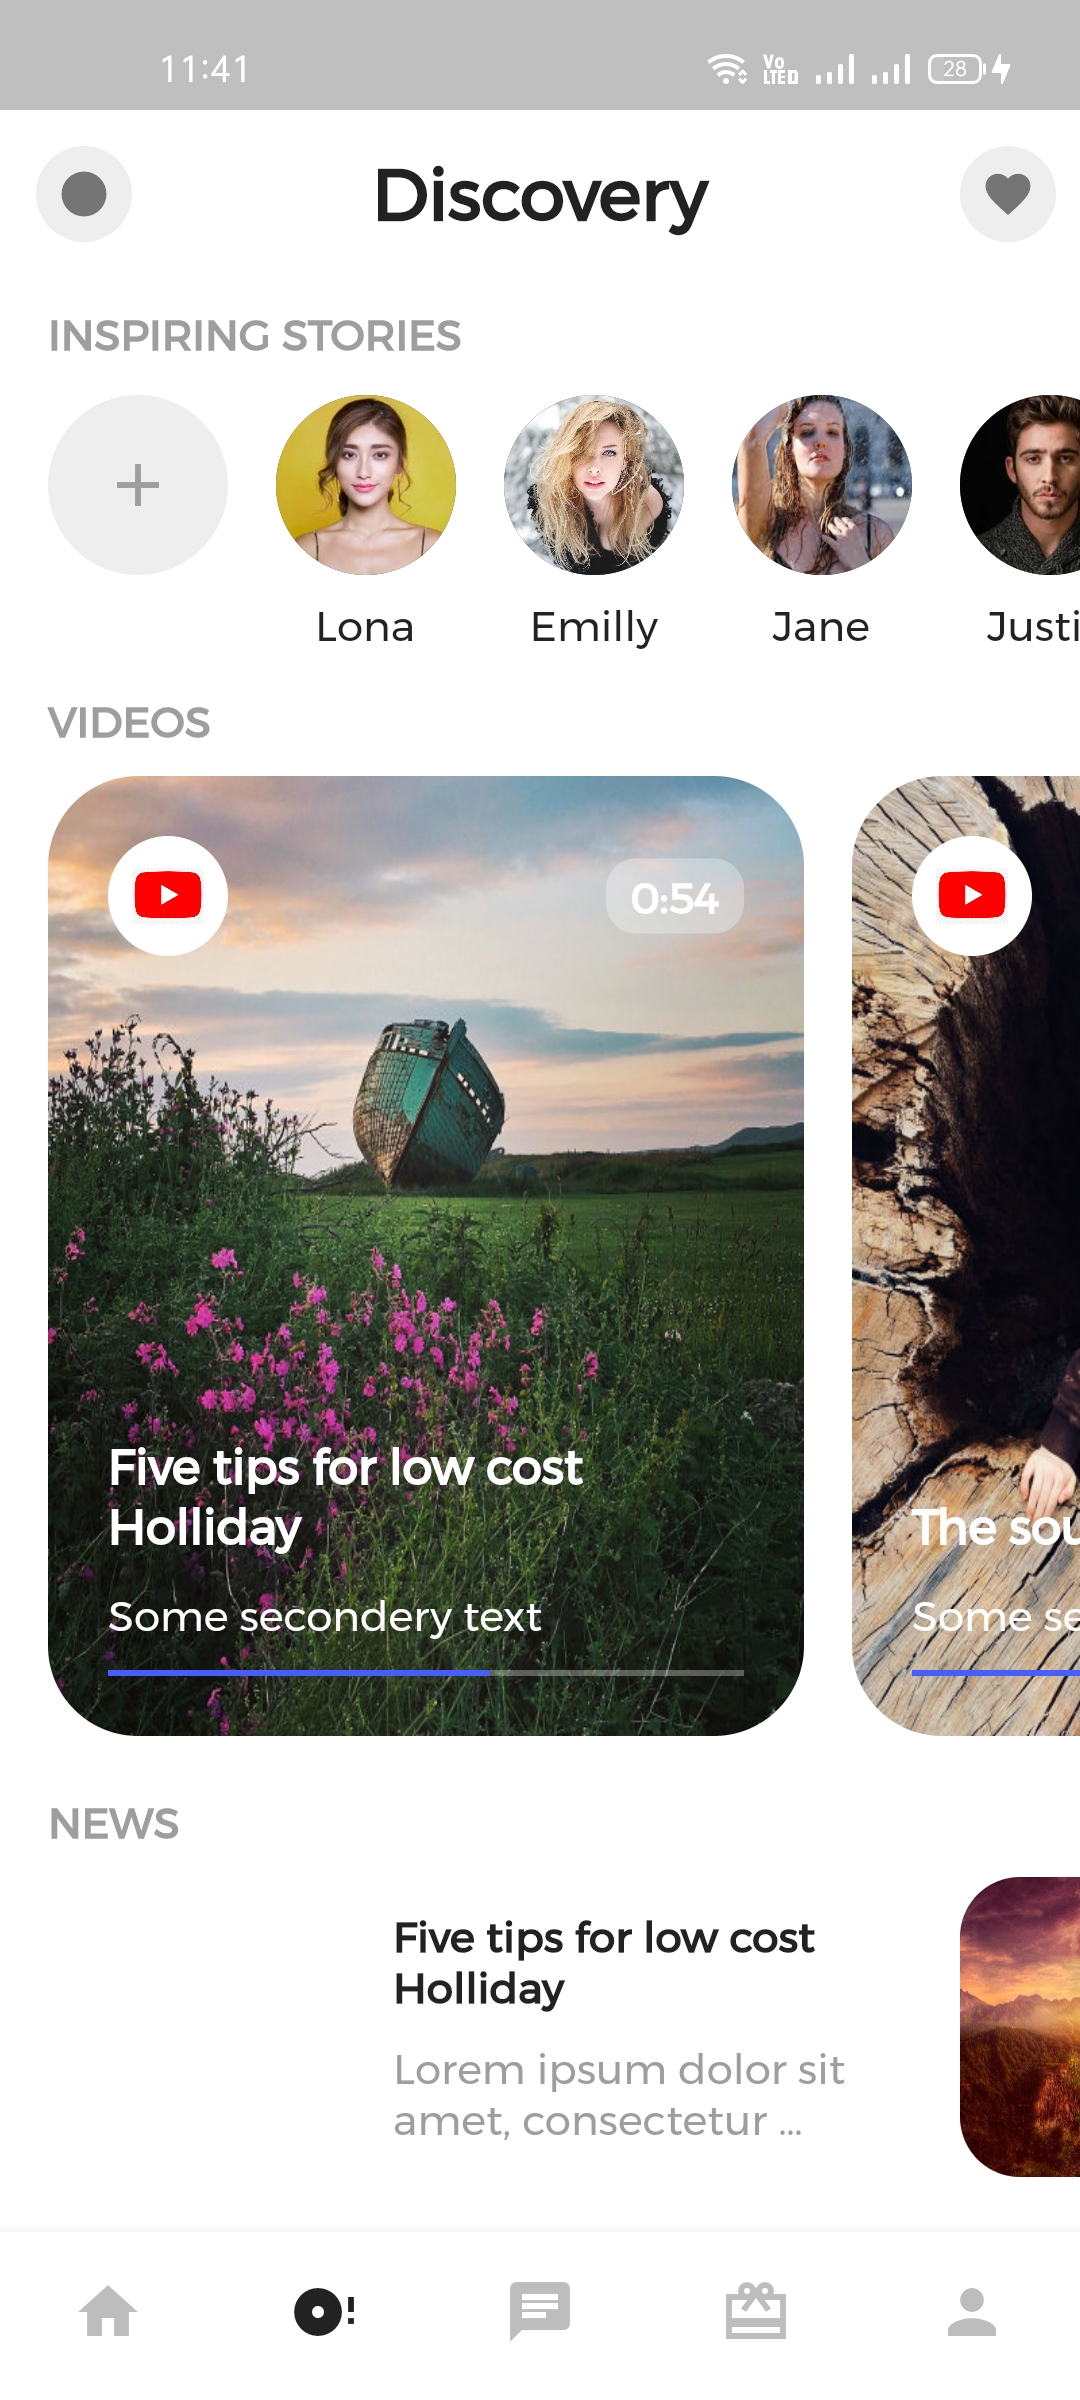 11:41
Vo
LTE
28
Discovery
INSPIRING STORIES
Lona
Emilly
Jane
Justi
VIDEOS
0:54
Five tips for low cost
Holliday
Some secondery text
The sou
Some se
NEWS
Five tips for low cost
Holliday
Lorem ipsum dolor sit
amet, consectetur ...